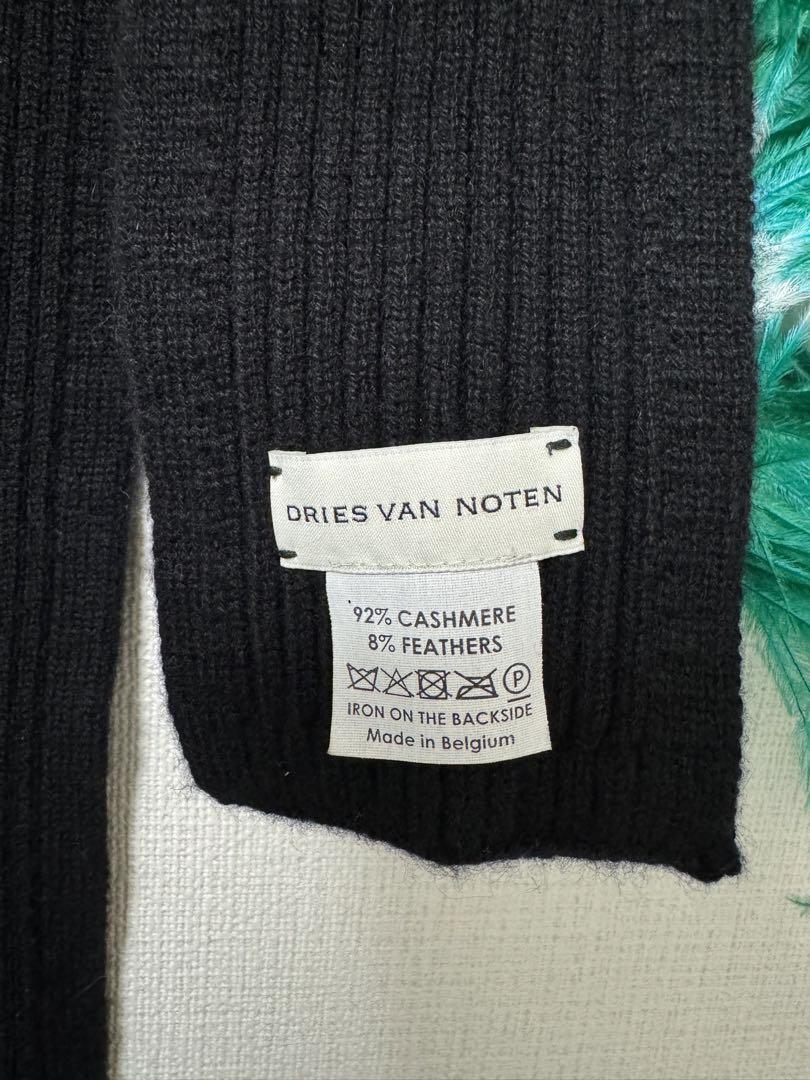 DRIES VAN NOTEN
92% CASHMERE
8% FEATHERS
P
IRON ON THE BACKSIDE
Made in Belgium